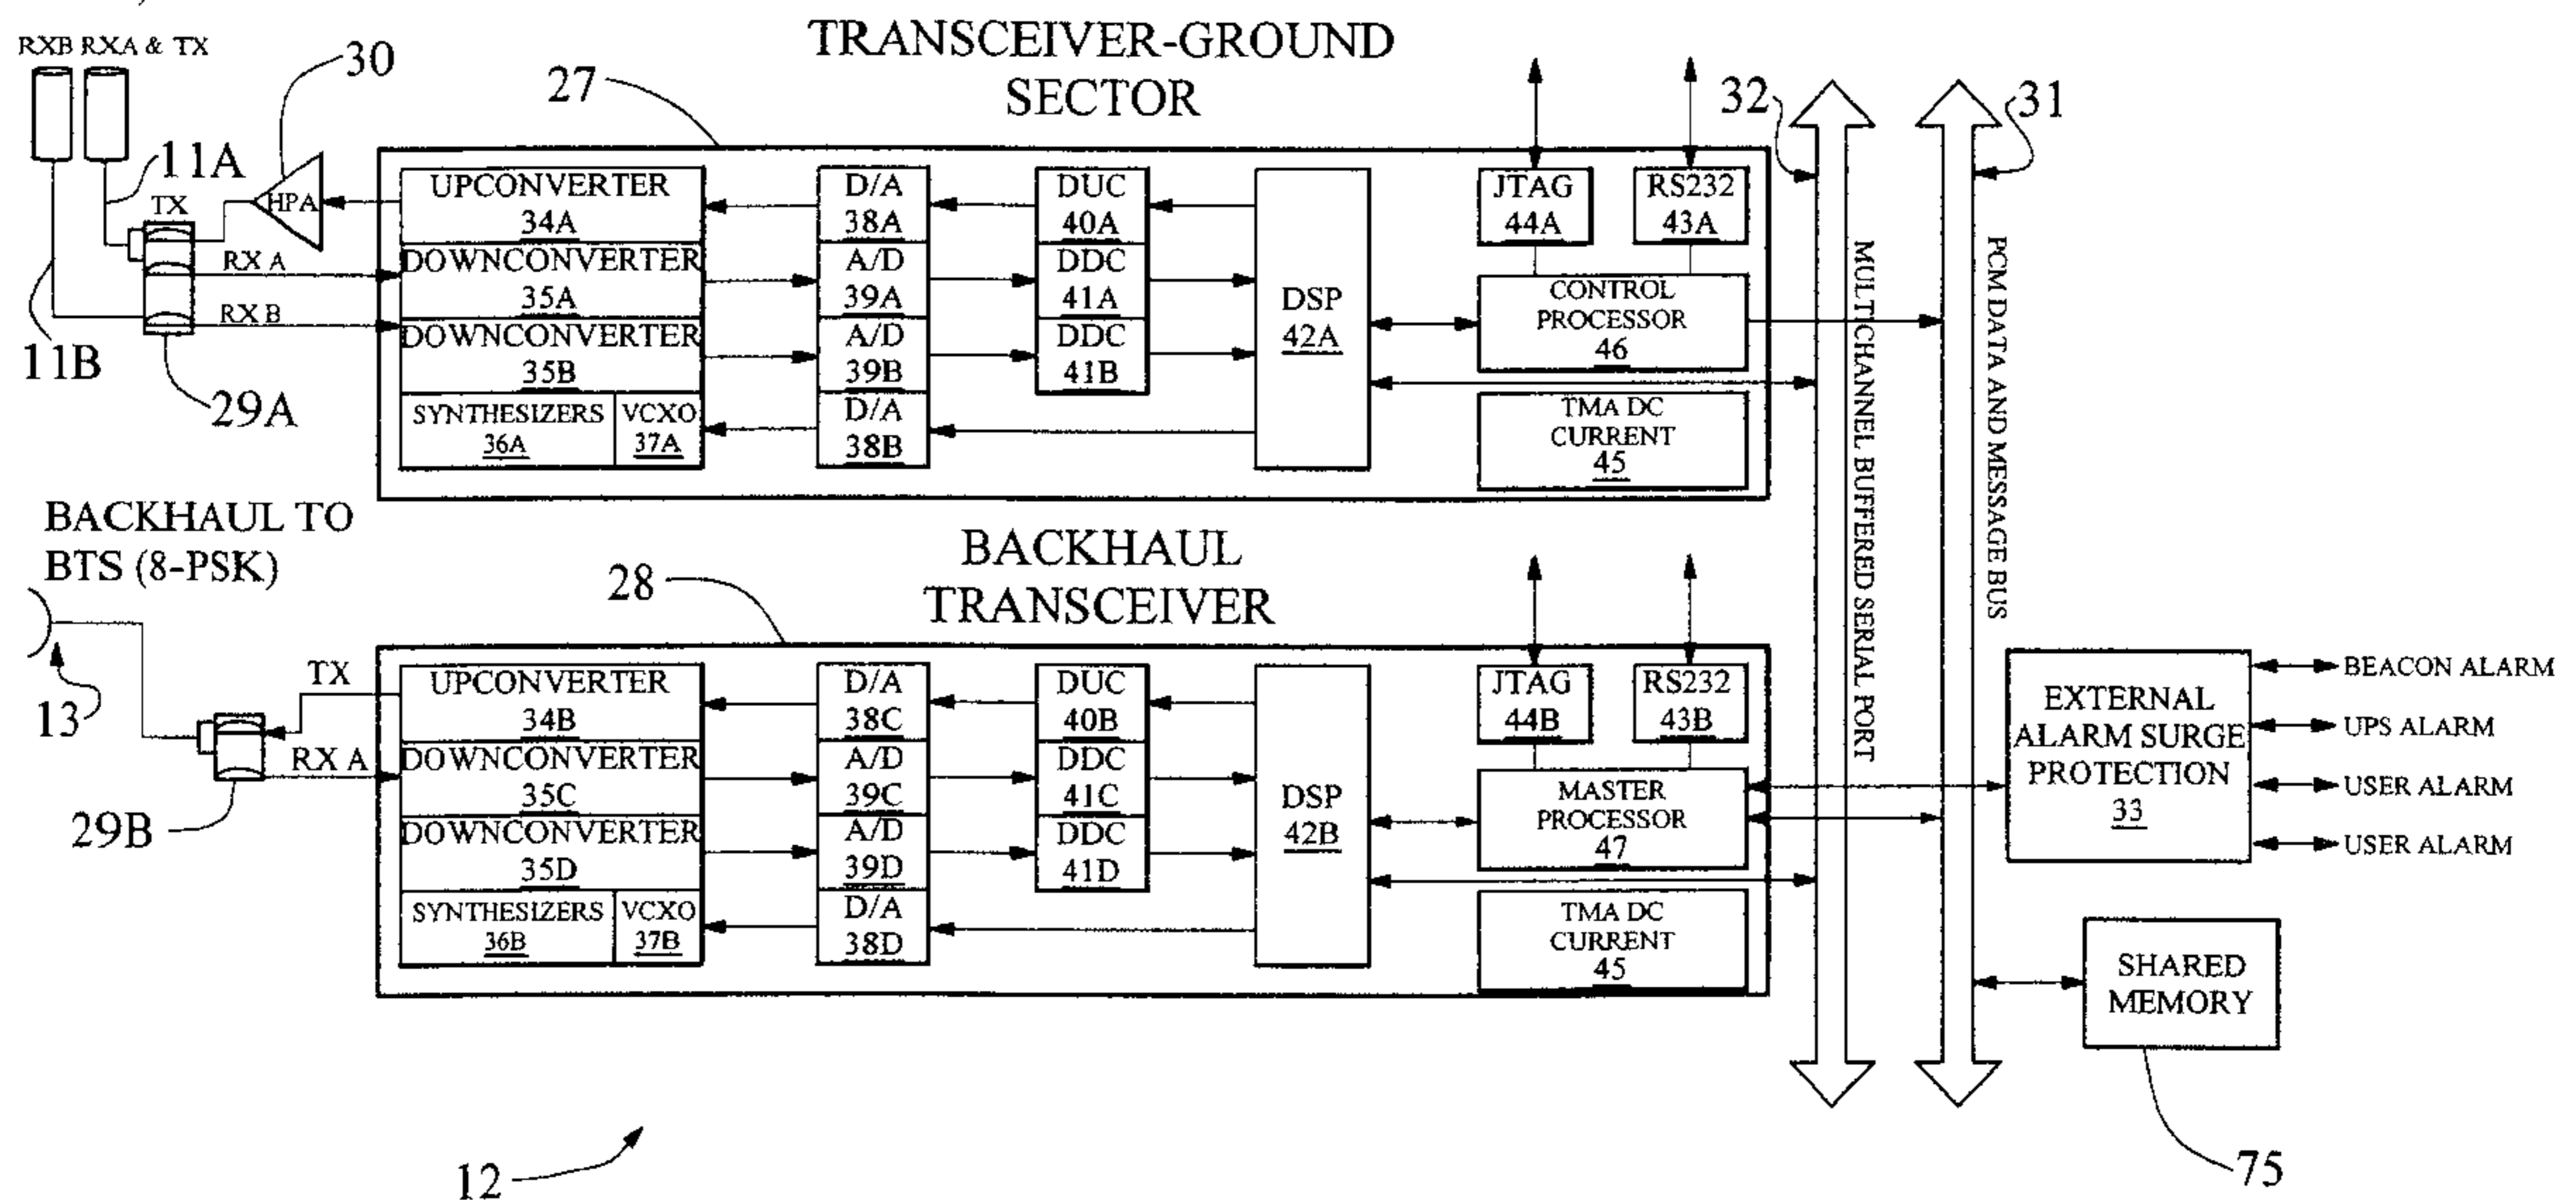 TRANSCEIVER-GROUND
SECTOR
RXB RXA & TX
30
27
32
31
11A
TX
HPA
RX A
RX B
11B
29A
UPCONVERTER
34A
DOWNCONVERTER
35A
DOWNCONVERTER
35B
SYNTHESIZERS
36A
VCXO
37A
D/A
38A
A/D
39A
A/D
39B
D/A
38B
DUC
40A
DDC
41A
DDC
41B
DSP
42A
JTAG
44A
RS232
43A
CONTROL
PROCESSOR
46
TMA DC
CURRENT
45
MULTICHANNEL BUFFERED SERIAL PORT
PCM DATA AND MESSAGE BUS
BACKHAUL TO
BTS (8-PSK)
BACKHAUL
TRANSCEIVER
28
13
TX
RX A
29B
UPCONVERTER
34B
DOWNCONVERTER
35C
DOWNCONVERTER
35D
SYNTHESIZERS
36B
VCXO
37B
D/A
38C
A/D
39C
A/D
39D
D/A
38D
DUC
40B
DDC
41C
DDC
41D
DSP
42B
JTAG
44B
RS232
43B
MASTER
PROCESSOR
47
TMA DC
CURRENT
45
EXTERNAL
ALARM SURGE
PROTECTION
33
BEACON ALARM
UPS ALARM
USER ALARM
USER ALARM
SHARED
MEMORY
75
12